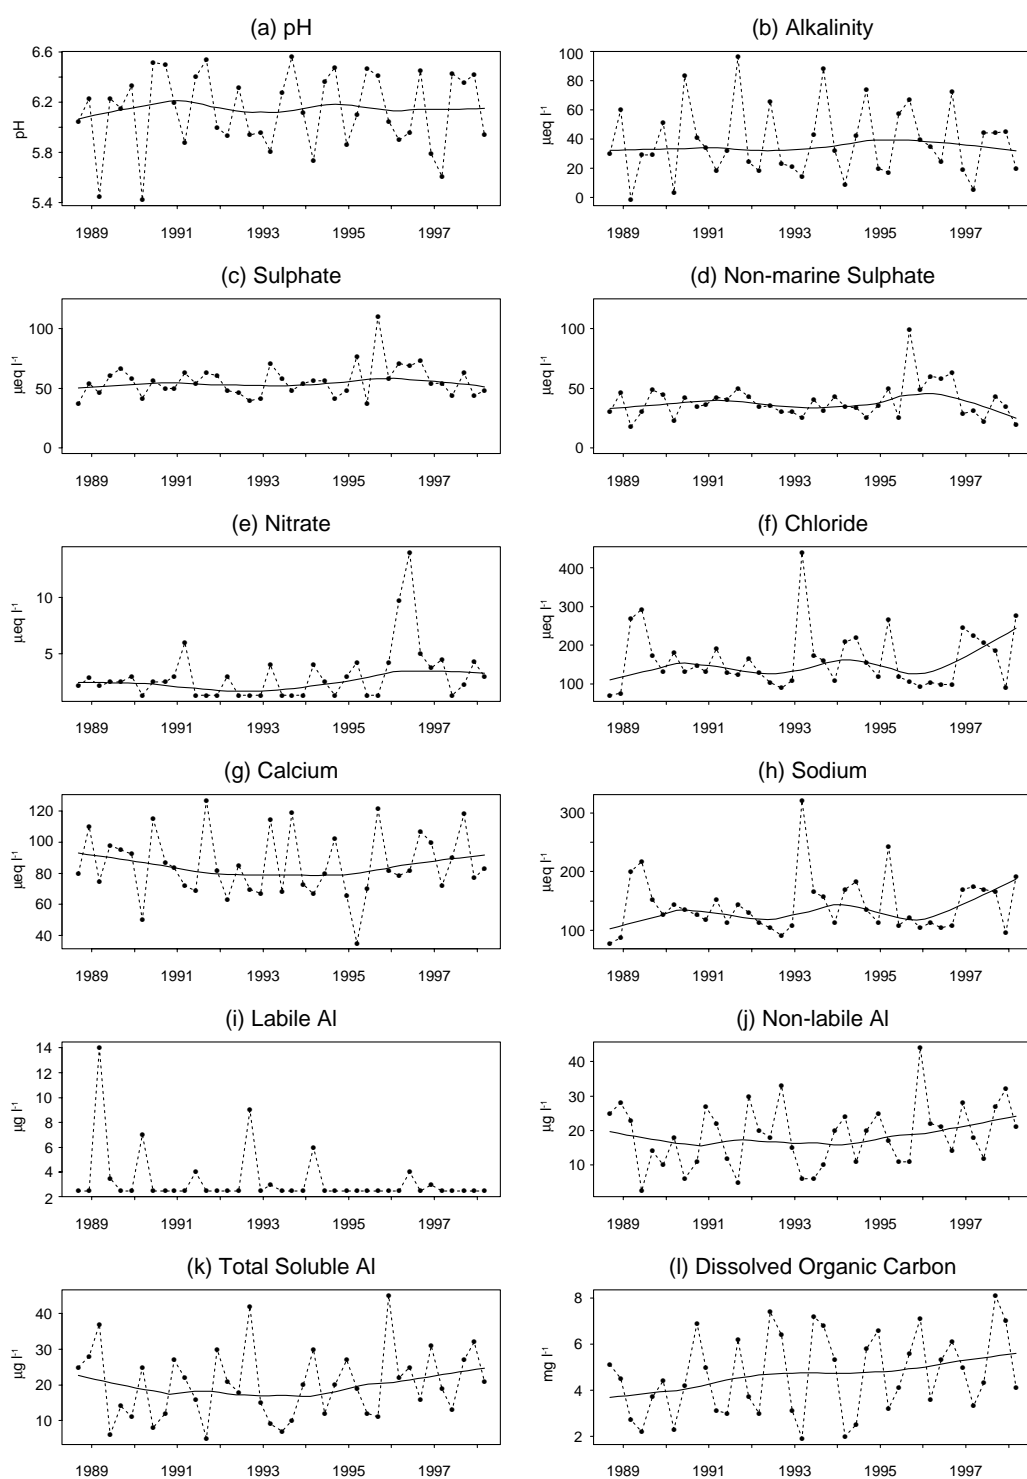 (a) pH
6.6
6.2
5.8
5.4
pH
1989 1991 1993 1995 1997
(b) Alkalinity
100
80
60
40
20
0
µeq l-1
1989 1991 1993 1995 1997
(c) Sulphate
100
50
0
µeq l-1
1989 1991 1993 1995 1997
(d) Non-marine Sulphate
100
50
0
µeq l-1
1989 1991 1993 1995 1997
(e) Nitrate
10
5
µeq l-1
1989 1991 1993 1995 1997
(f) Chloride
400
300
200
100
µeq l-1
1989 1991 1993 1995 1997
(g) Calcium
120
100
80
60
40
µeq l-1
1989 1991 1993 1995 1997
(h) Sodium
300
200
100
µeq l-1
1989 1991 1993 1995 1997
(i) Labile Al
14
12
10
8
6
4
2
µg l-1
1989 1991 1993 1995 1997
(j) Non-labile Al
40
30
20
10
µg l-1
1989 1991 1993 1995 1997
(k) Total Soluble Al
40
30
20
10
µg l-1
1989 1991 1993 1995 1997
(l) Dissolved Organic Carbon
8
6
4
2
mg l-1
1989 1991 1993 1995 1997